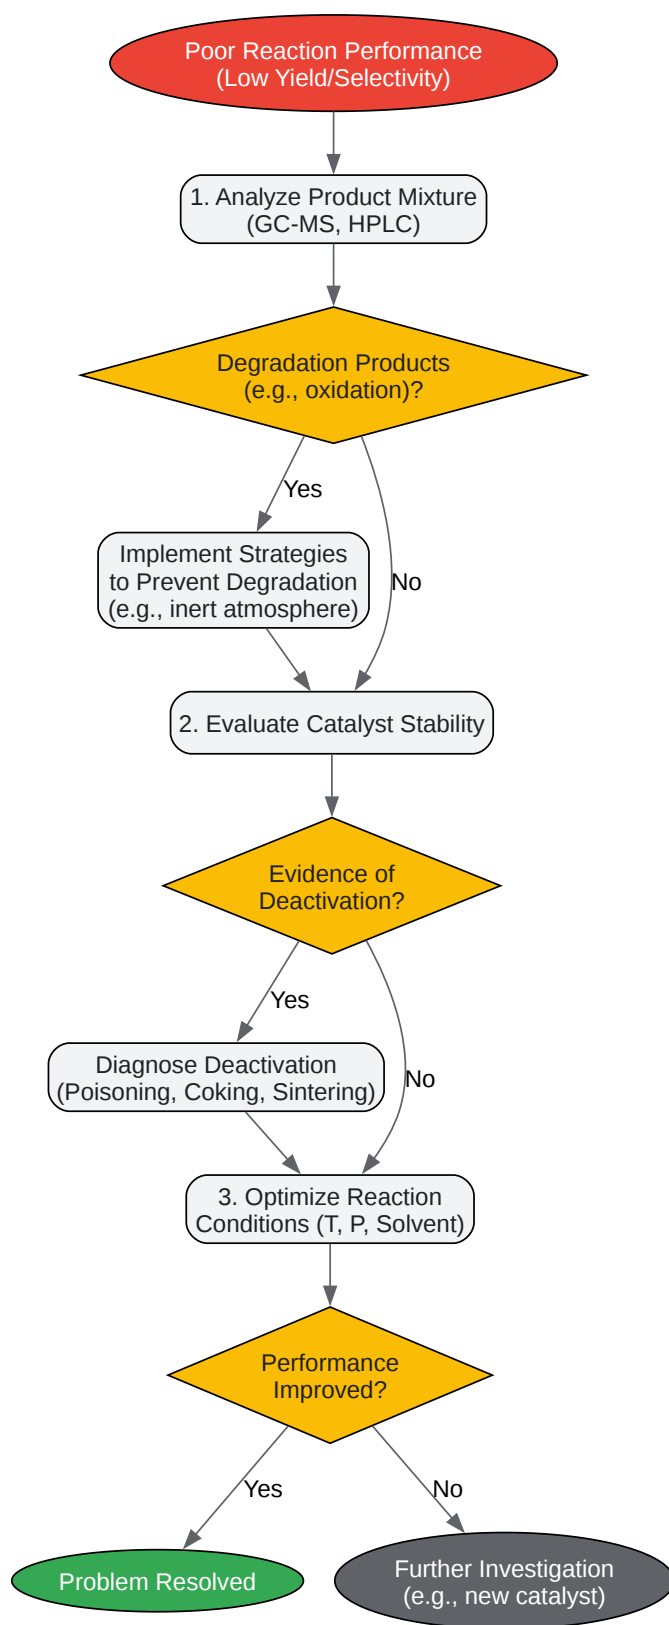 Poor Reaction Performance
(Low Yield/Selectivity)
1. Analyze Product Mixture
(GC-MS, HPLC)
Degradation Products
(e.g., oxidation)?
Yes
Implement Strategies
to Prevent Degradation
(e.g., inert atmosphere)
No
2. Evaluate Catalyst Stability
Evidence of
Deactivation?
Yes
Diagnose Deactivation
(Poisoning, Coking, Sintering)
No
3. Optimize Reaction
Conditions (T, P, Solvent)
Performance
Improved?
Yes
No
Problem Resolved
Further Investigation
(e.g., new catalyst)